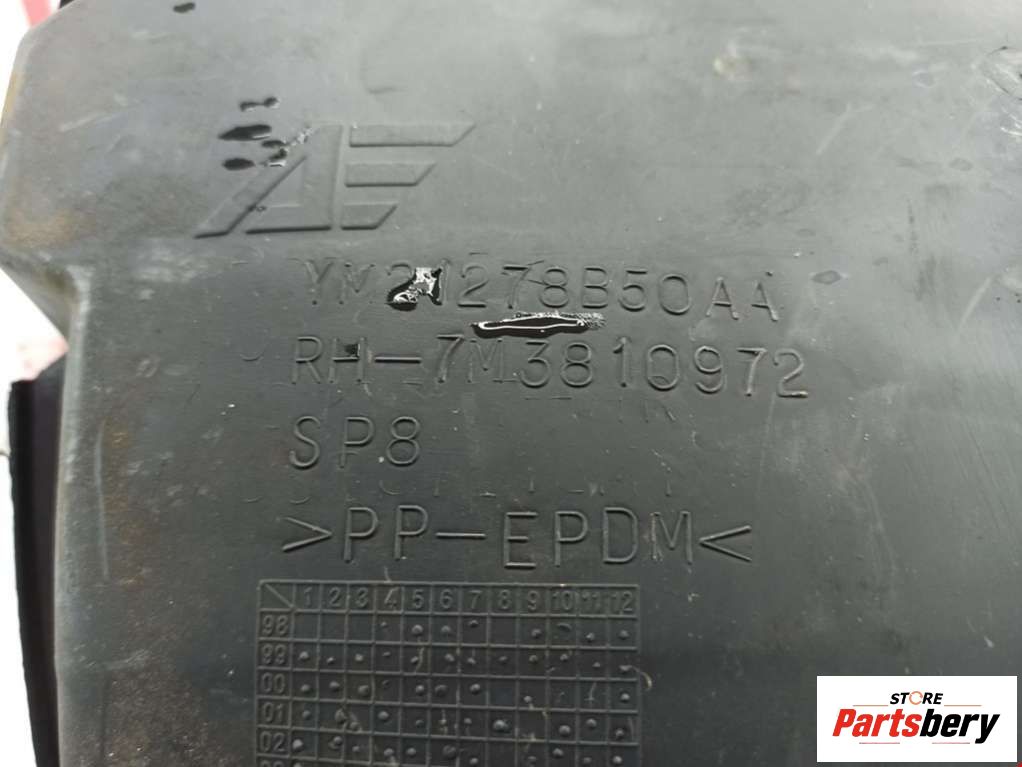 AE
YM21278B50AA
RH-7M3810972
SP8
>PP-EPDM<
1 2 3 4 5 6 7 8 9 10 11 12
98
99
00
01
02
STORE
Partsbery